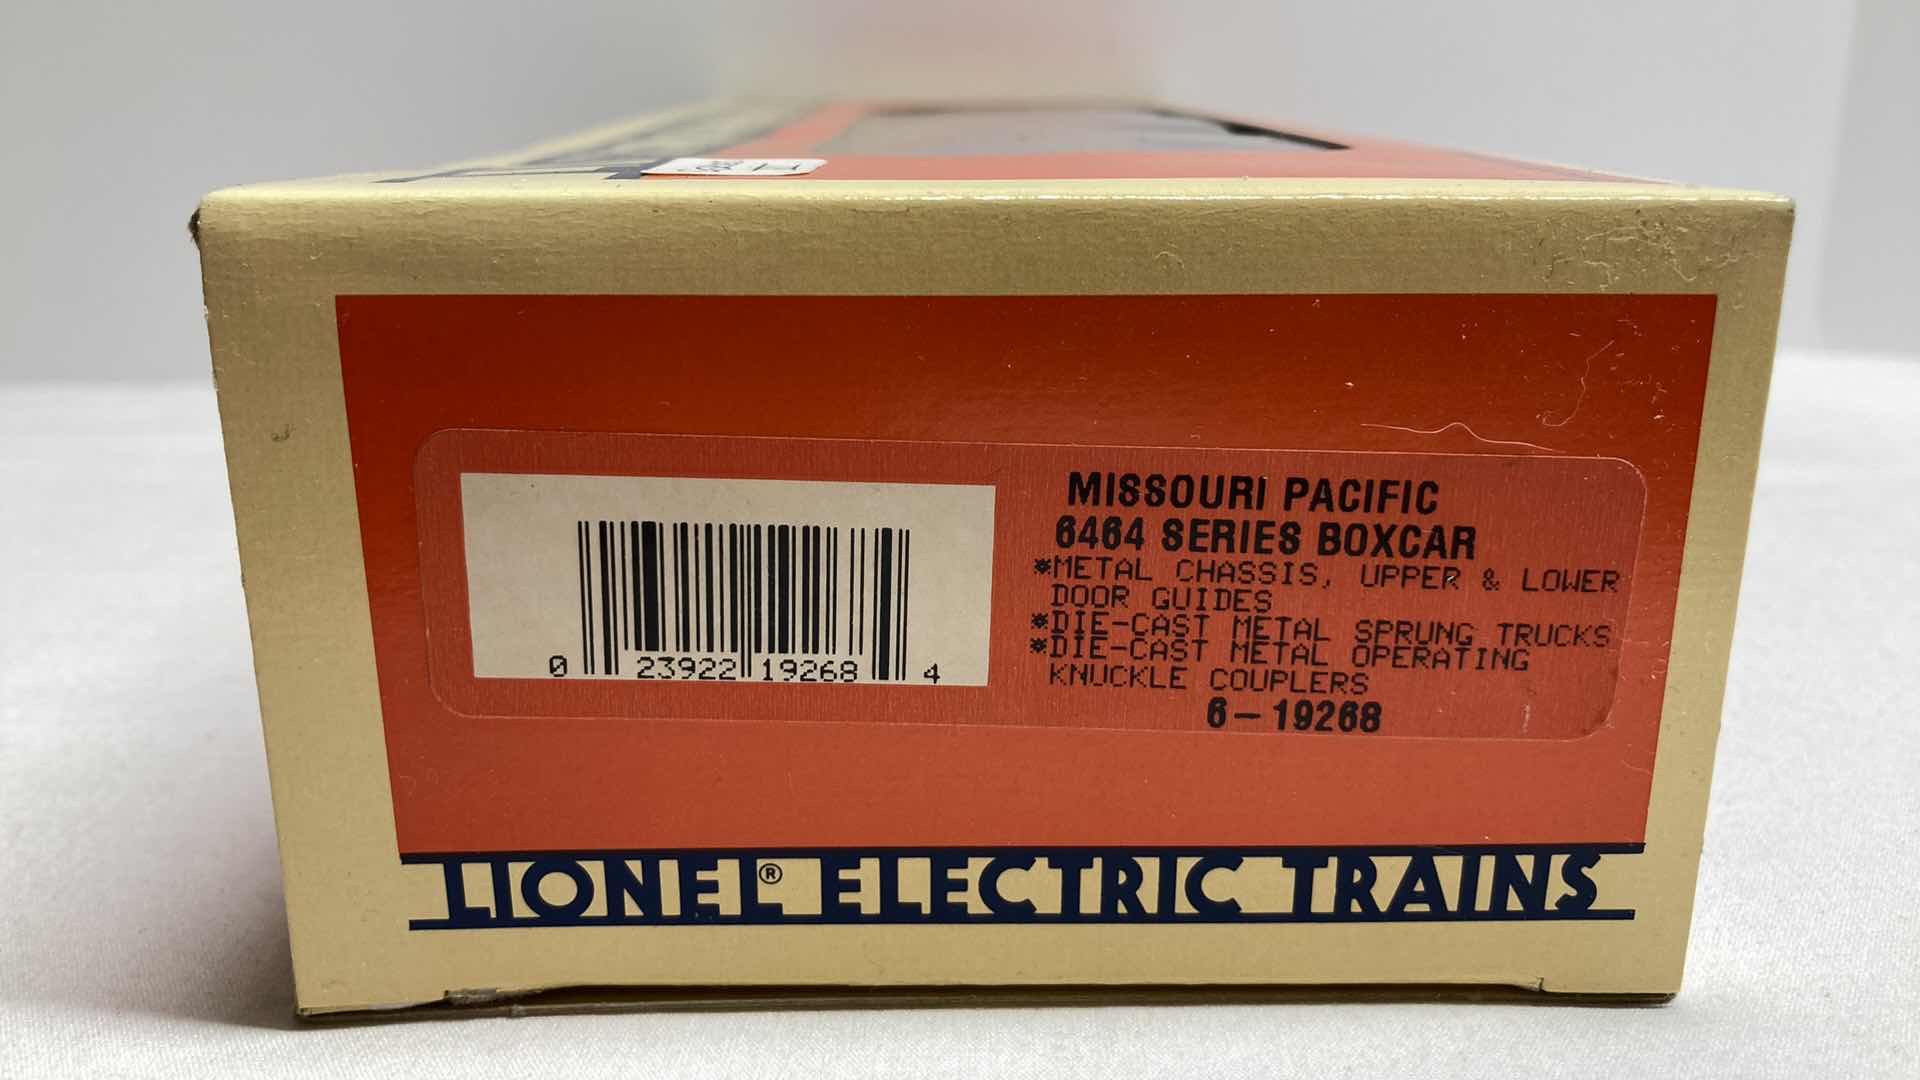 MISSOURI PACIFIC
6464 SERIES BOXCAR
*METAL CHASSIS, UPPER & LOWER
DOOR GUIDES
*DIE-CAST METAL SPRUNG TRUCKS
*DIE-CAST METAL OPERATING
KNUCKLE COUPLERS
6-19268
0 23922 19268 4
LIONEL® ELECTRIC TRAINS